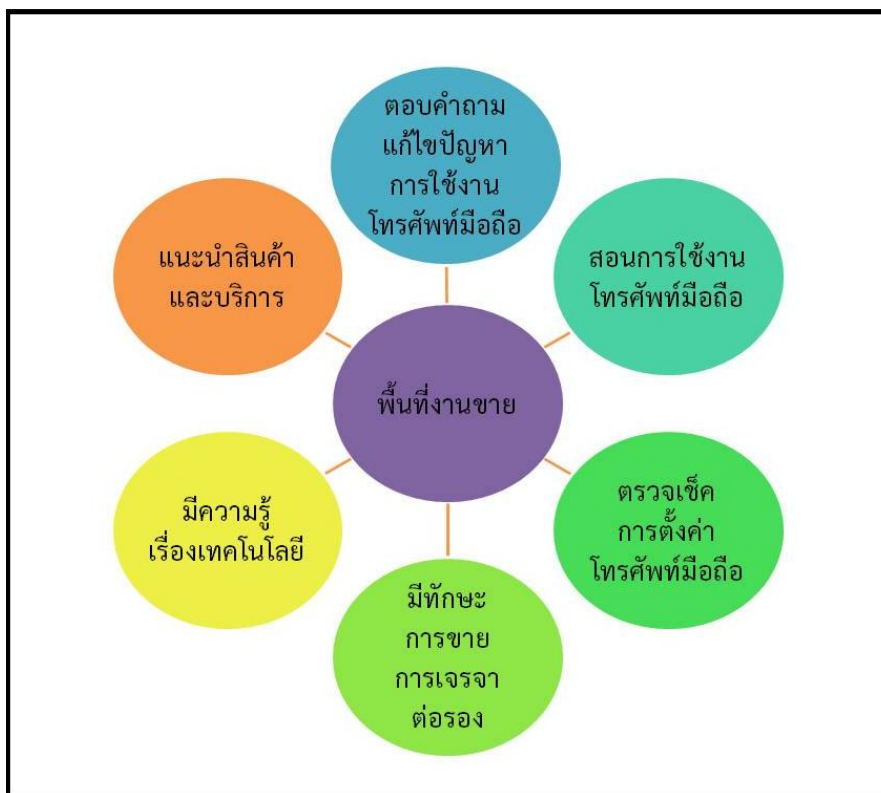 ตอบคำถาม
แก้ไขปัญหา
การใช้งาน
โทรศัพท์มือถือ
สอนการใช้งาน
โทรศัพท์มือถือ
ตรวจเช็ค
การตั้งค่า
โทรศัพท์มือถือ
มีทักษะ
การขาย
การเจรจา
ต่อรอง
มีความรู้
เรื่องเทคโนโลยี
แนะนำสินค้า
และบริการ
พื้นที่งานขาย